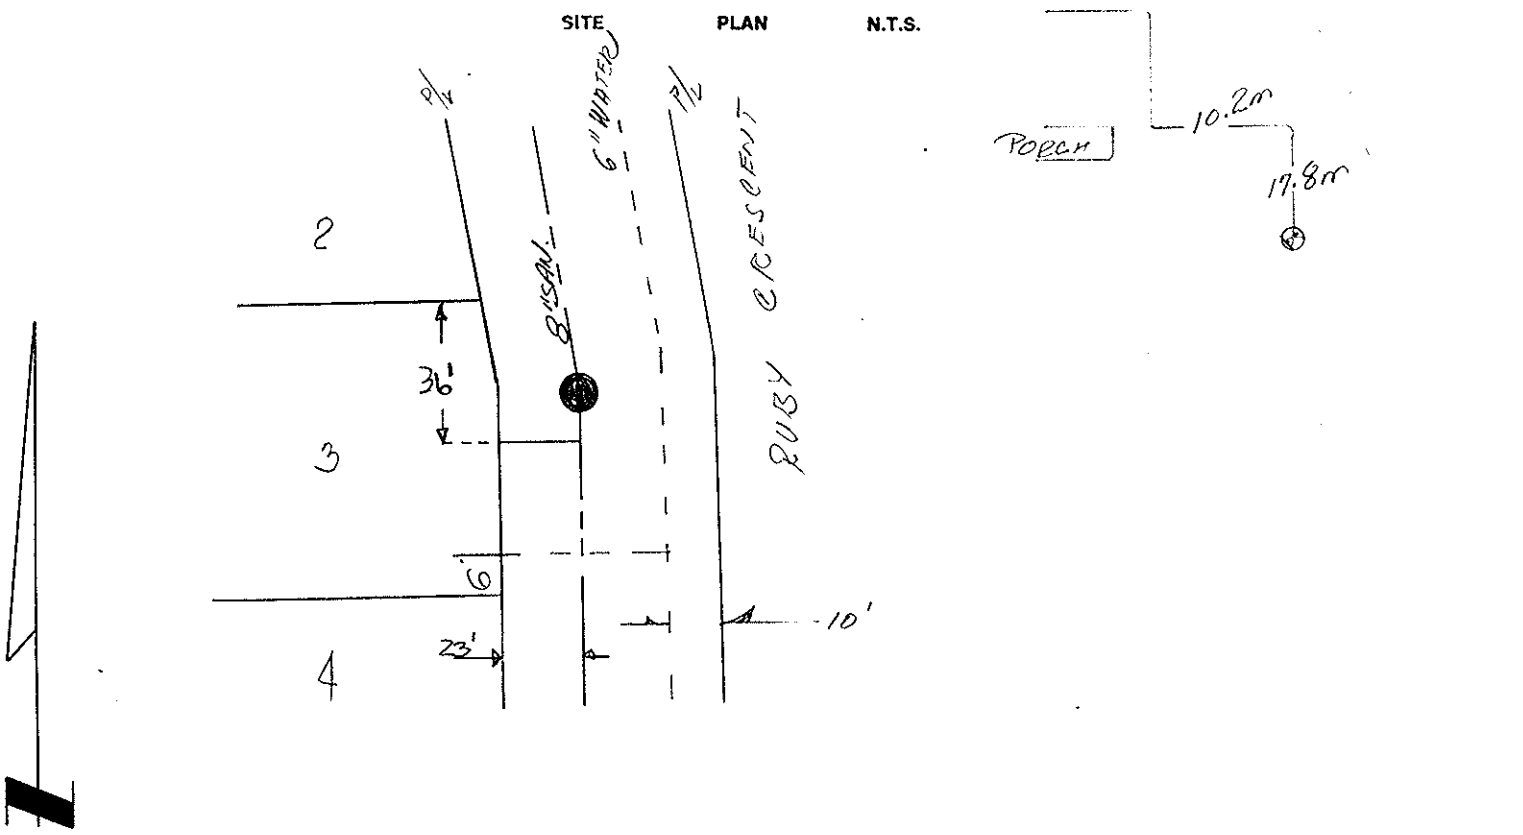 SITE PLAN N.T.S.
P/L
6" WATER
P/L
10.2m
PORCH
17.8m
2
8" SAN.
RUBY CRESCENT
36'
3
6'
23'
10'
4